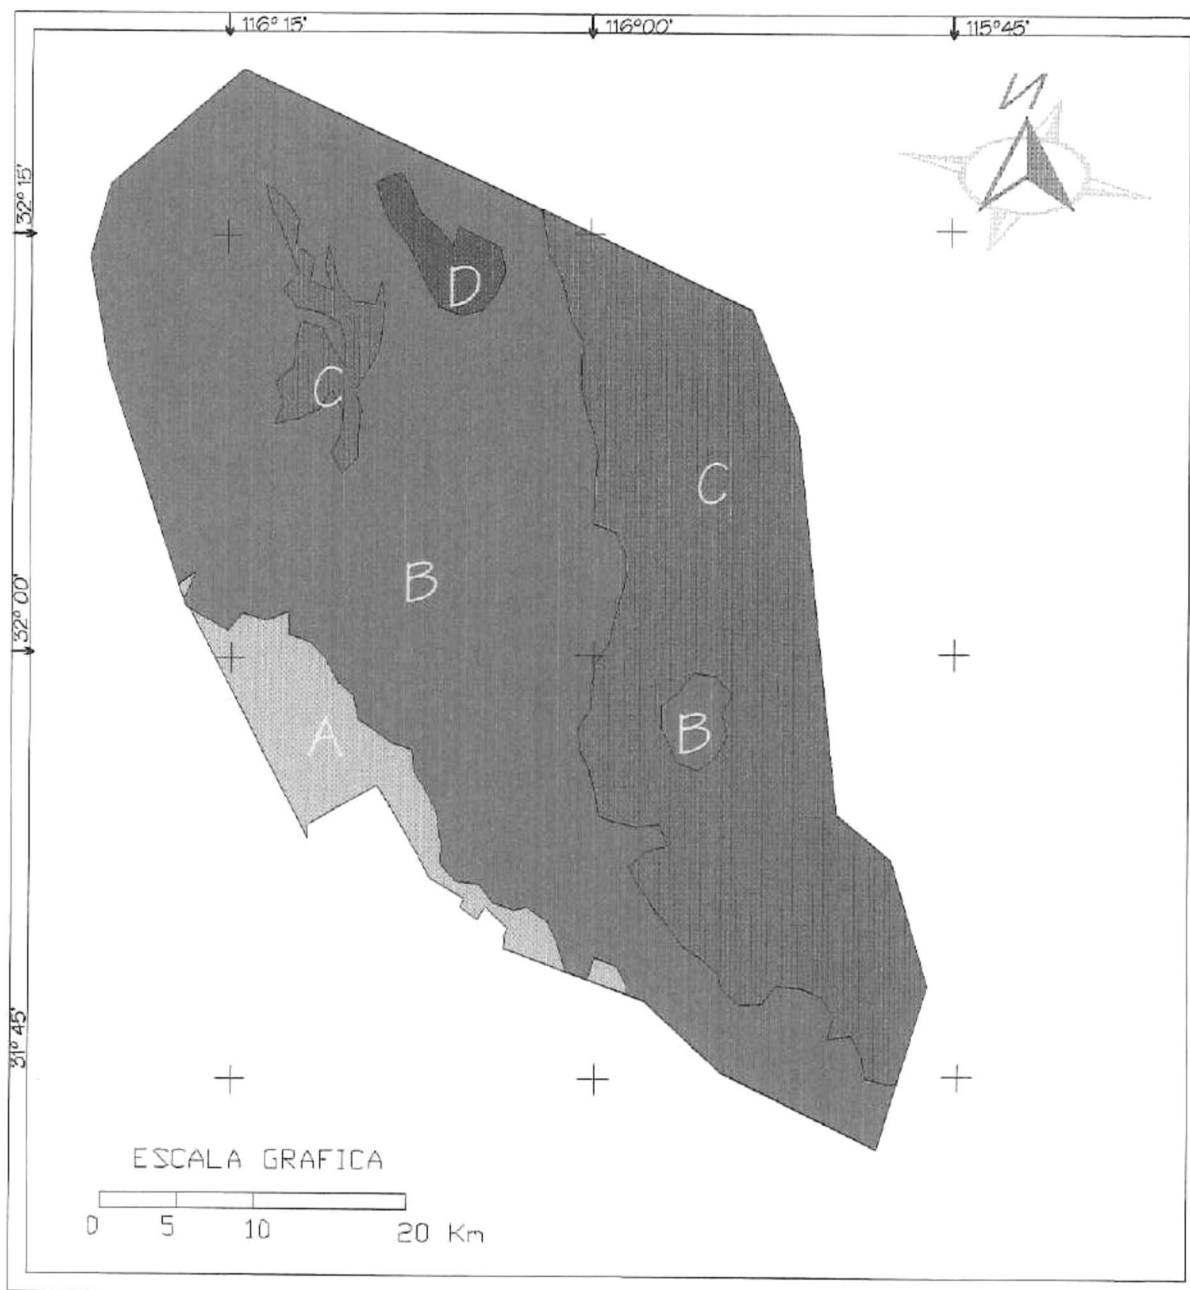 116° 15'
116° 00'
115° 45'
N
32° 15'
D
C
C
B
32° 00'
A
B
31° 45'
ESCALA GRAFICA
0 5 10 20 Km